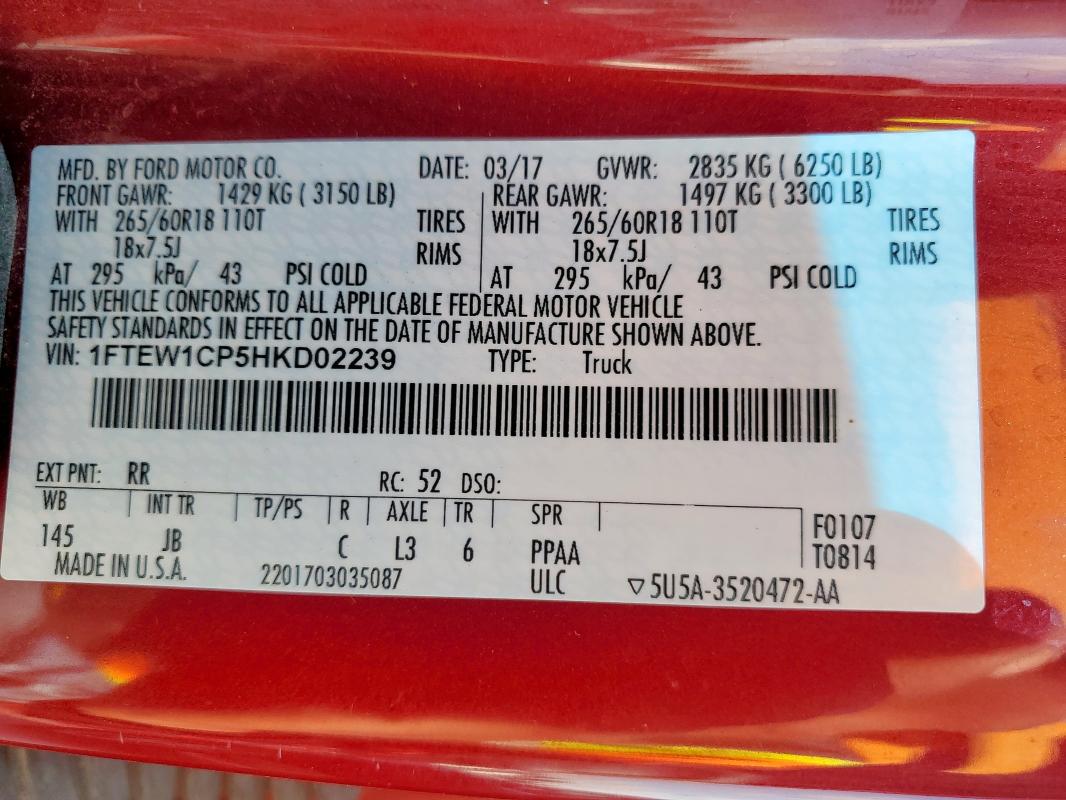 MFD. BY FORD MOTOR CO. DATE: 03/17 GVWR: 2835 KG ( 6250 LB)
FRONT GAWR: 1429 KG ( 3150 LB) REAR GAWR: 1497 KG ( 3300 LB)
WITH 265/60R18 110T TIRES WITH 265/60R18 110T TIRES
18x7.5J RIMS 18x7.5J RIMS
AT 295 kPa/ 43 PSI COLD AT 295 kPa/ 43 PSI COLD
THIS VEHICLE CONFORMS TO ALL APPLICABLE FEDERAL MOTOR VEHICLE
SAFETY STANDARDS IN EFFECT ON THE DATE OF MANUFACTURE SHOWN ABOVE.
VIN: 1FTEW1CP5HKD02239 TYPE: Truck
EXT PNT: RR RC: 52 DSO:
WB INT TR TP/PS R AXLE TR SPR F0107
145 JB C L3 6 PPAA T0814
MADE IN U.S.A. 2201703035087 ULC ▽5U5A-3520472-AA